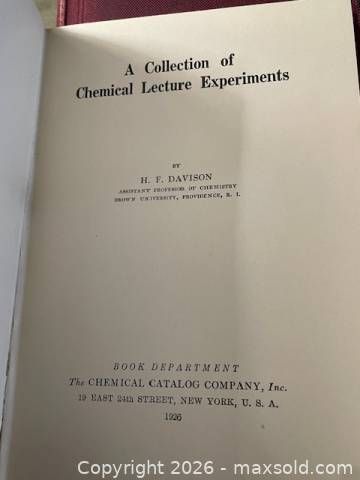 A Collection of
Chemical Lecture Experiments
BY
H. F. DAVISON
ASSISTANT PROFESSOR OF CHEMISTRY
BROWN UNIVERSITY, PROVIDENCE, R. I.
BOOK DEPARTMENT
The CHEMICAL CATALOG COMPANY, Inc.
19 EAST 24th STREET, NEW YORK, U. S. A.
1926
Copyright © 2026 - maxsold.com